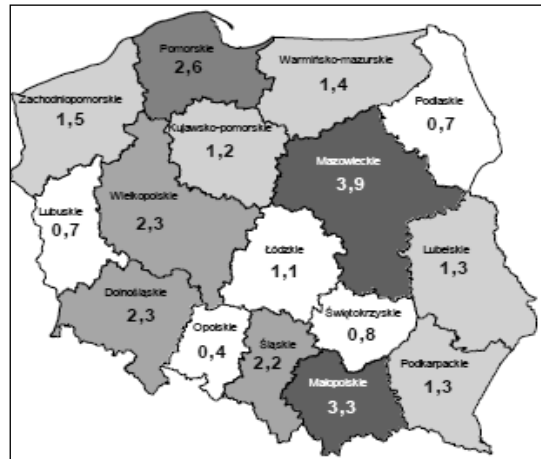 Pomorskie
2,6
Warmińsko-mazurskie
1,4
Zachodniopomorskie
1,5
Podlaskie
0,7
Kujawsko-pomorskie
1,2
Mazowieckie
3,9
Wielkopolskie
2,3
Lubuskie
0,7
Łódzkie
1,1
Lubelskie
1,3
Dolnośląskie
2,3
Świętokrzyskie
0,8
Opolskie
0,4
Śląskie
2,2
Podkarpackie
1,3
Małopolskie
3,3